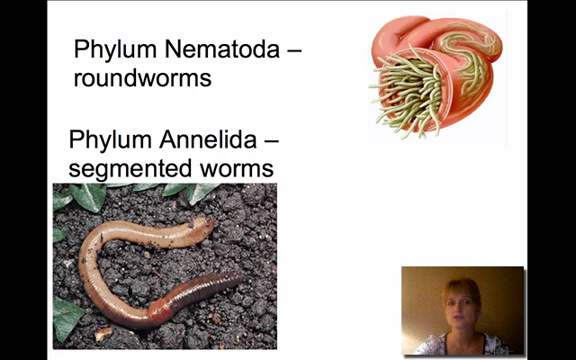 Phylum Nematoda –
roundworms
Phylum Annelida –
segmented worms